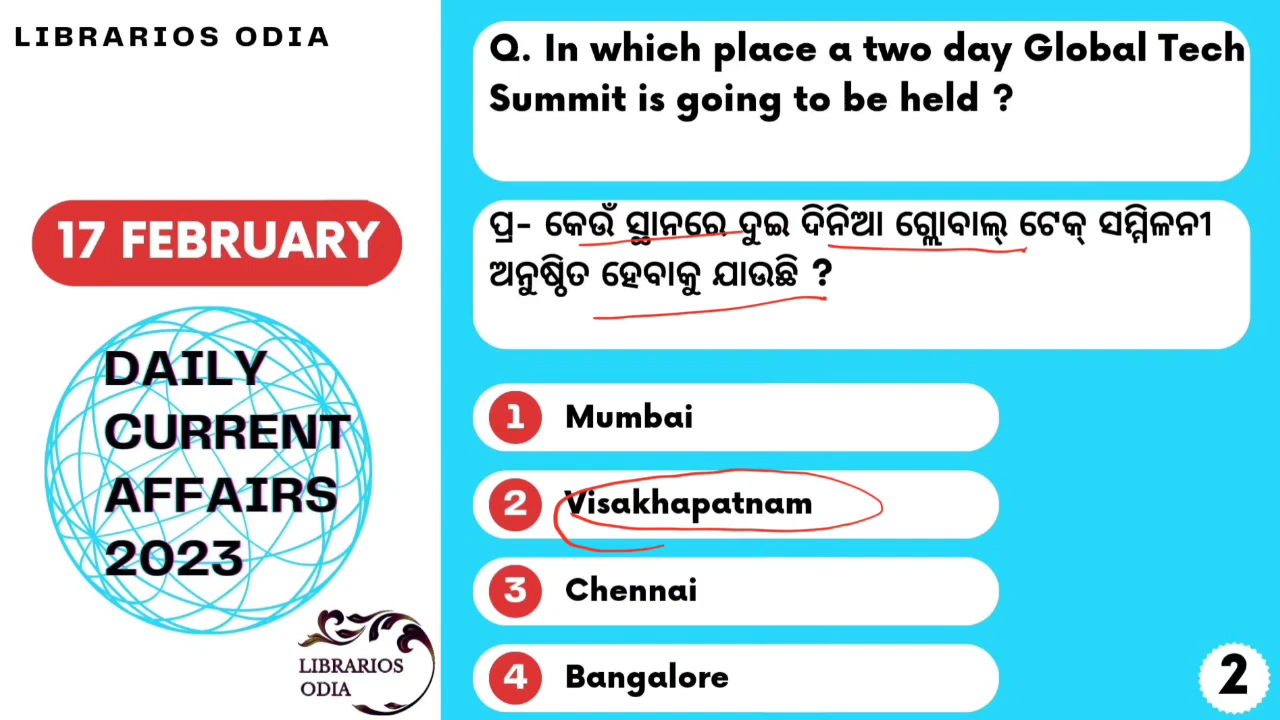 LIBRARIOS ODIA
17 FEBRUARY
DAILY
CURRENT
AFFAIRS
2023
LIBRARIOS
ODIA
Q. In which place a two day Global Tech
Summit is going to be held ?
ପ୍ର- କେଉଁ ସ୍ଥାନରେ ଦୁଇ ଦିନିଆ ଗ୍ଲୋବାଲ୍ ଟେକ୍ ସମ୍ମିଳନୀ
ଅନୁଷ୍ଠିତ ହେବାକୁ ଯାଉଛି ?
1 Mumbai
2 Visakhapatnam
3 Chennai
4 Bangalore
2